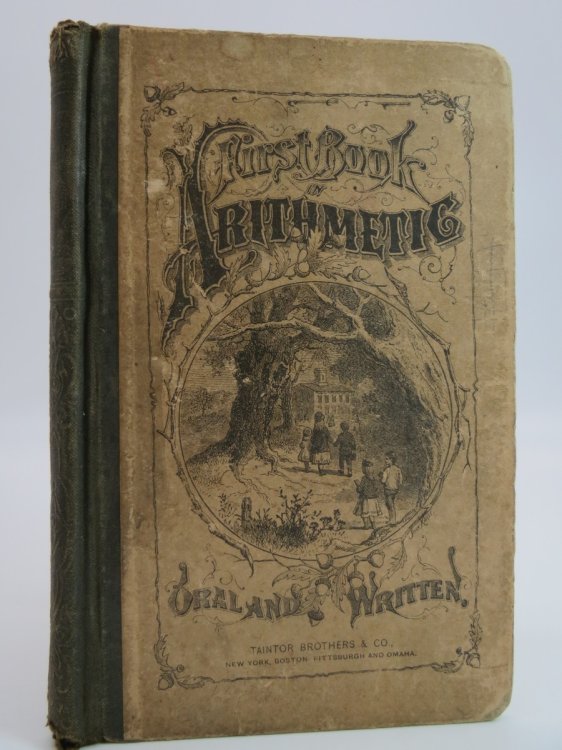 First Book
IN
ARITHMETIC
ORAL AND WRITTEN.
TAINTOR BROTHERS & CO.,
NEW YORK, BOSTON, PITTSBURGH AND OMAHA.